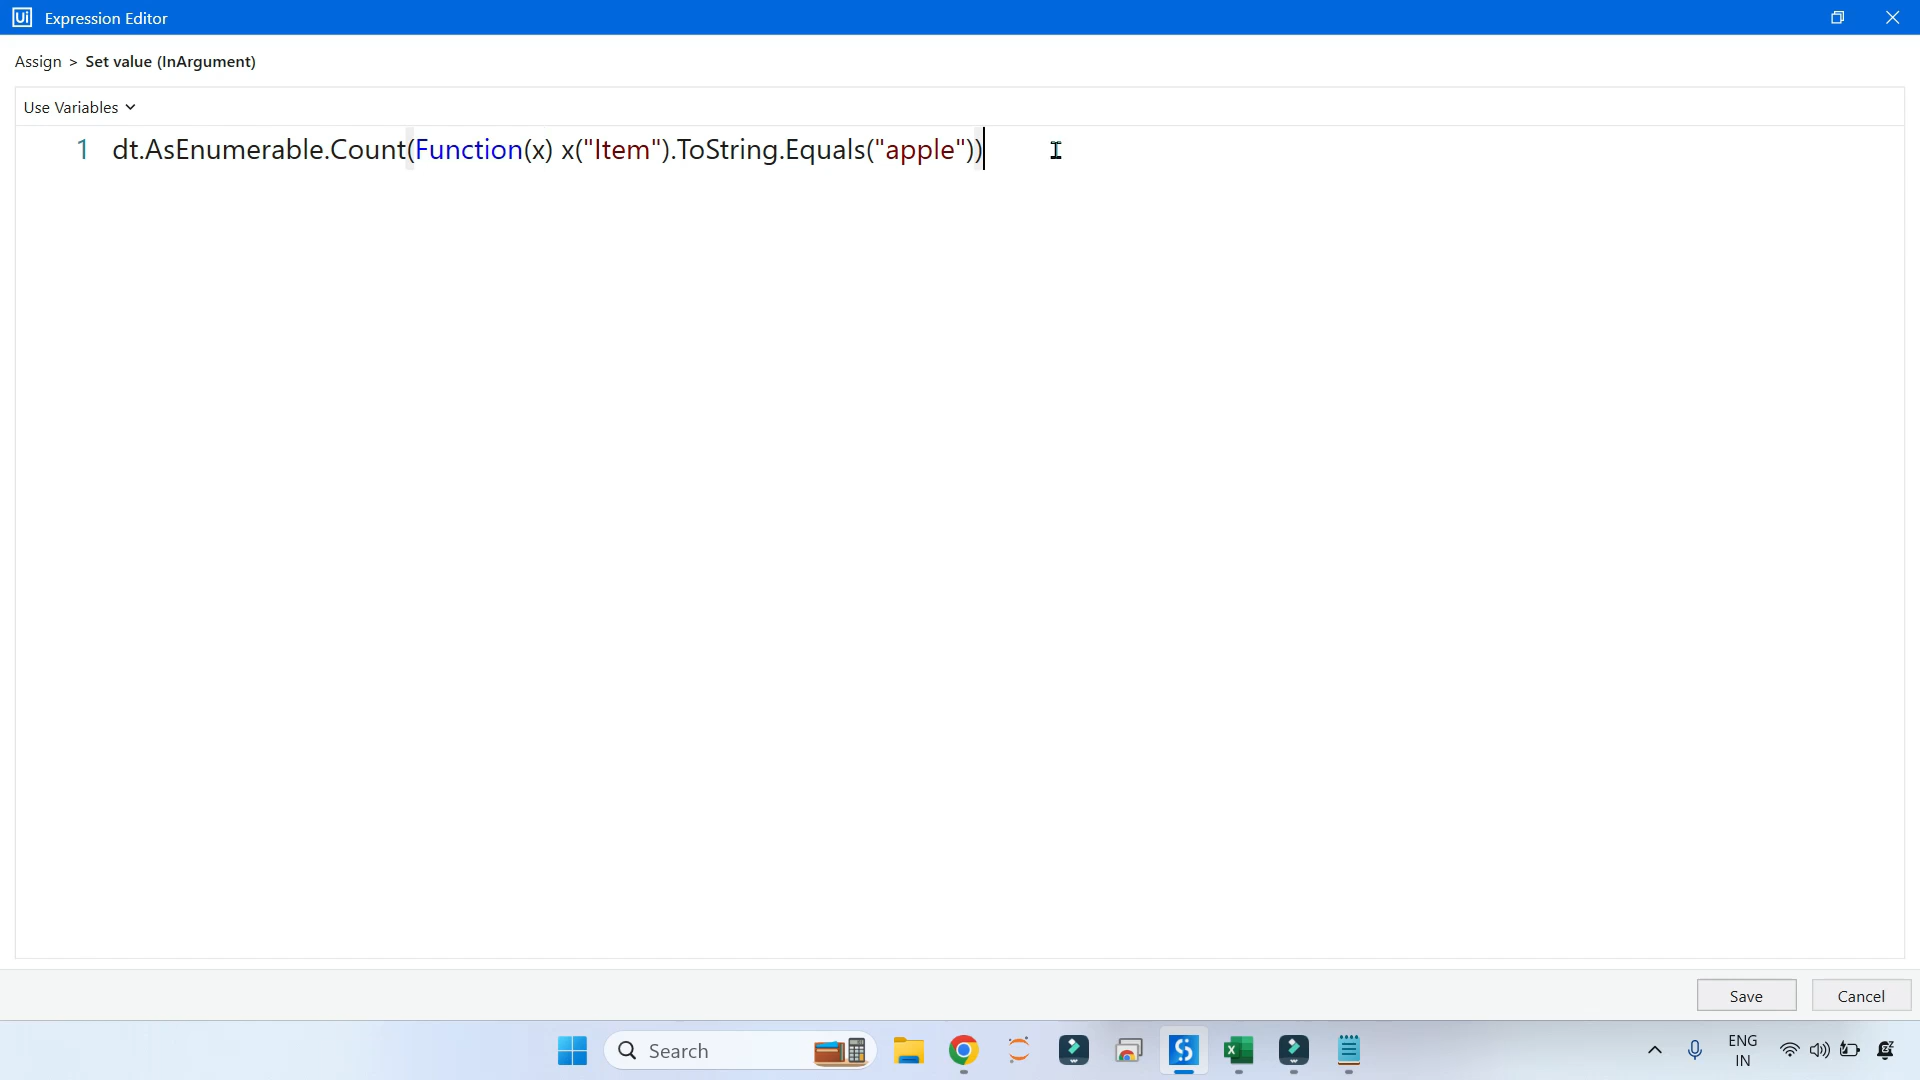 Ui Expression Editor
Assign > Set value (InArgument)
Use Variables
1 dt.AsEnumerable.Count(Function(x) x("Item").ToString.Equals("apple"))
Save Cancel
Search
ENG
IN